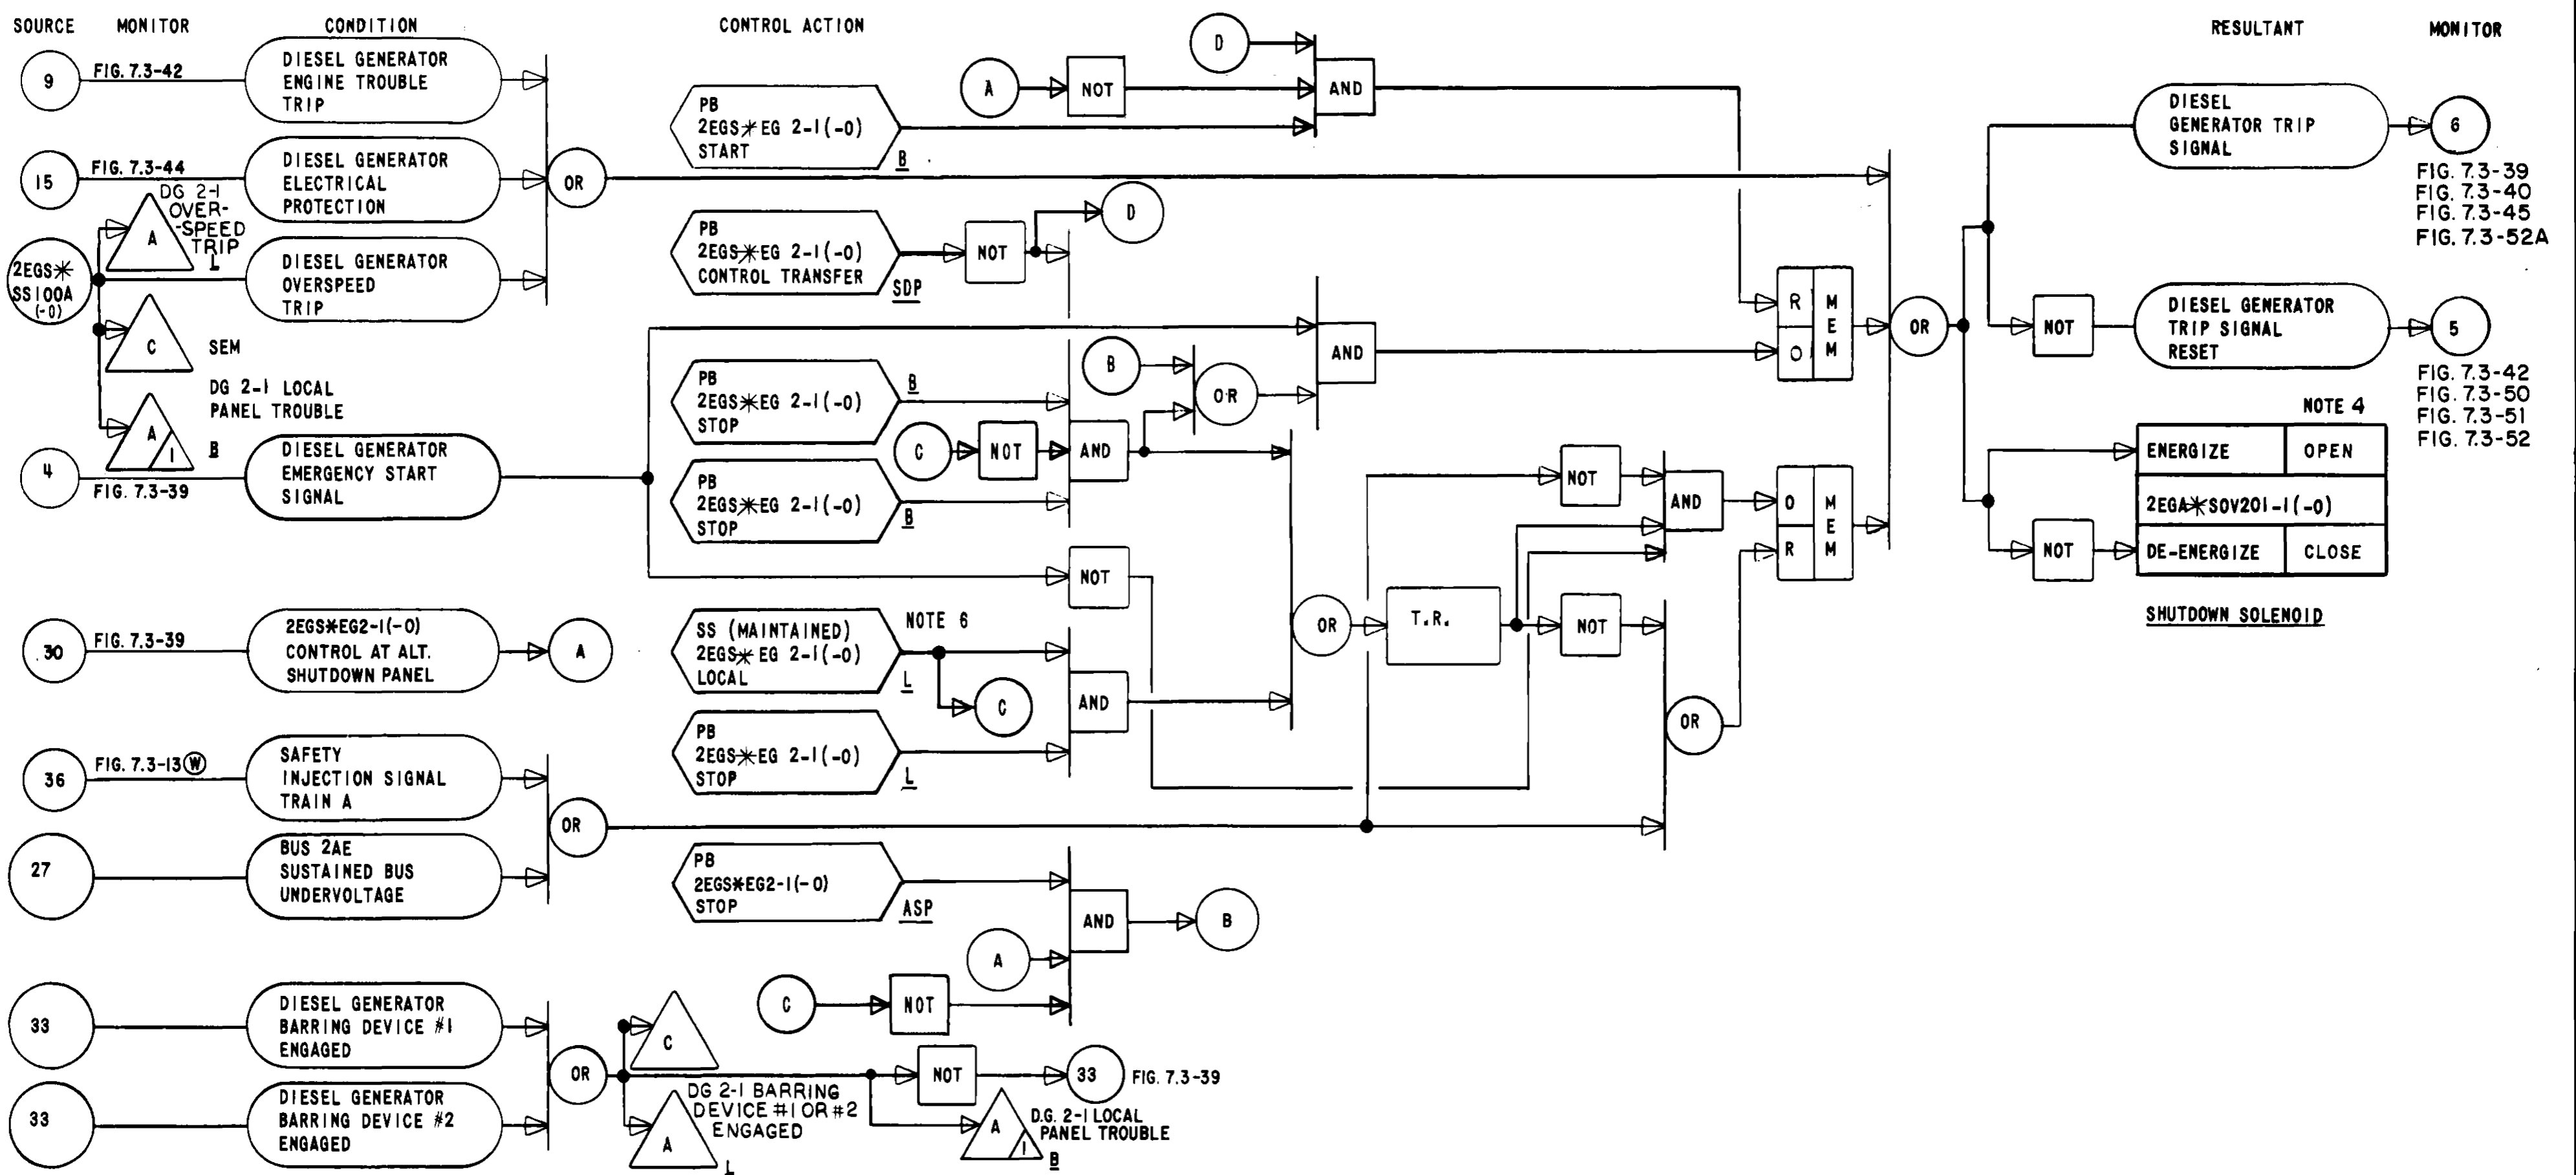 SOURCE MONITOR CONDITION CONTROL ACTION RESULTANT MONITOR
9
FIG. 7.3-42
DIESEL GENERATOR
ENGINE TROUBLE
TRIP
15
FIG. 7.3-44
DIESEL GENERATOR
ELECTRICAL
PROTECTION
OR
DG 2-1
OVER-
-SPEED
TRIP
A
L
2EGS*
SS100A
(-0)
DIESEL GENERATOR
OVERSPEED
TRIP
C
SEM
DG 2-1 LOCAL
PANEL TROUBLE
A
1
B
4
FIG. 7.3-39
DIESEL GENERATOR
EMERGENCY START
SIGNAL
30
FIG. 7.3-39
2EGS*EG2-1(-0)
CONTROL AT ALT.
SHUTDOWN PANEL
A
36
FIG. 7.3-13 W
SAFETY
INJECTION SIGNAL
TRAIN A
27
BUS 2AE
SUSTAINED BUS
UNDERVOLTAGE
OR
33
DIESEL GENERATOR
BARRING DEVICE #1
ENGAGED
33
DIESEL GENERATOR
BARRING DEVICE #2
ENGAGED
OR
C
A
L
DG 2-1 BARRING
DEVICE #1 OR #2
ENGAGED
NOT
33
FIG. 7.3-39
A
1
D.G. 2-1 LOCAL
PANEL TROUBLE
B
D
A
NOT
AND
PB
2EGS*EG 2-1(-0)
START
B
PB
2EGS*EG 2-1(-0)
CONTROL TRANSFER
SDP
NOT
D
PB
2EGS*EG 2-1(-0)
STOP
B
C
NOT
AND
PB
2EGS*EG 2-1(-0)
STOP
B
B
OR
AND
NOT
SS (MAINTAINED)
2EGS*EG 2-1(-0)
LOCAL
NOTE 6
L
C
AND
PB
2EGS*EG 2-1(-0)
STOP
L
PB
2EGS*EG2-1(-0)
STOP
ASP
A
C
NOT
AND
B
OR
T.R.
NOT
NOT
AND
OR
R
O
MEM
O
R
MEM
OR
DIESEL
GENERATOR TRIP
SIGNAL
6
FIG. 7.3-39
FIG. 7.3-40
FIG. 7.3-45
FIG. 7.3-52A
NOT
DIESEL GENERATOR
TRIP SIGNAL
RESET
5
FIG. 7.3-42
FIG. 7.3-50
FIG. 7.3-51
FIG. 7.3-52
NOTE 4
ENERGIZE OPEN
2EGA*SOV201-1(-0)
NOT
DE-ENERGIZE CLOSE
SHUTDOWN SOLENOID